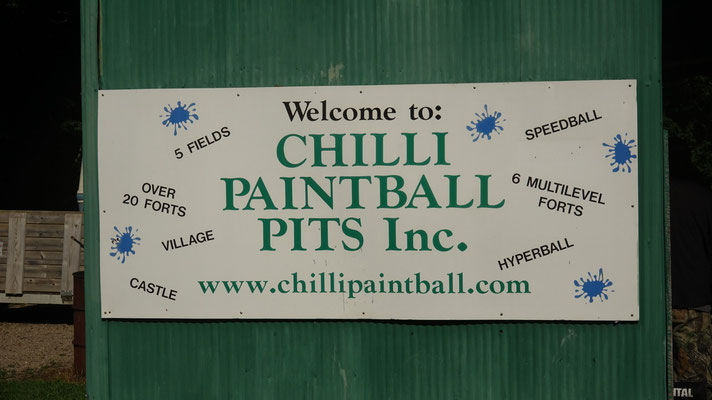 Welcome to:
CHILLI
PAINTBALL
PITS Inc.
www.chillipaintball.com
5 FIELDS
OVER
20 FORTS
VILLAGE
CASTLE
SPEEDBALL
6 MULTILEVEL
FORTS
HYPERBALL
ITAL